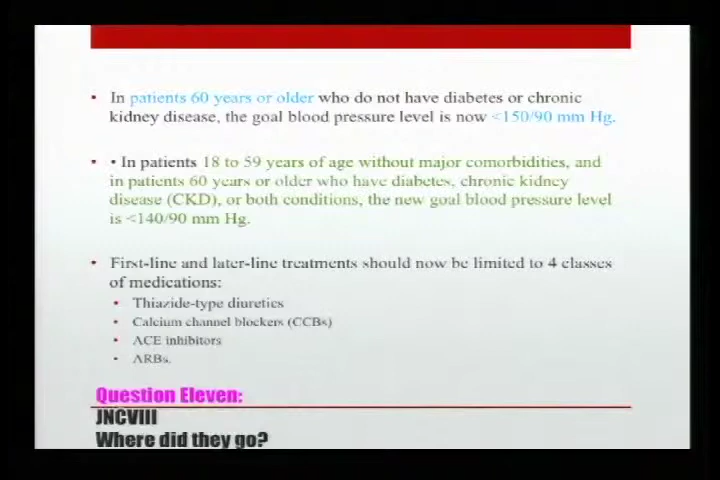 • In patients 60 years or older who do not have diabetes or chronic
kidney disease, the goal blood pressure level is now <150/90 mm Hg.
• • In patients 18 to 59 years of age without major comorbidities, and
in patients 60 years or older who have diabetes, chronic kidney
disease (CKD), or both conditions, the new goal blood pressure level
is <140/90 mm Hg.
• First-line and later-line treatments should now be limited to 4 classes
of medications:
• Thiazide-type diuretics
• Calcium channel blockers (CCBs)
• ACE inhibitors
• ARBs.
Question Eleven:
JNCVIII
Where did they go?